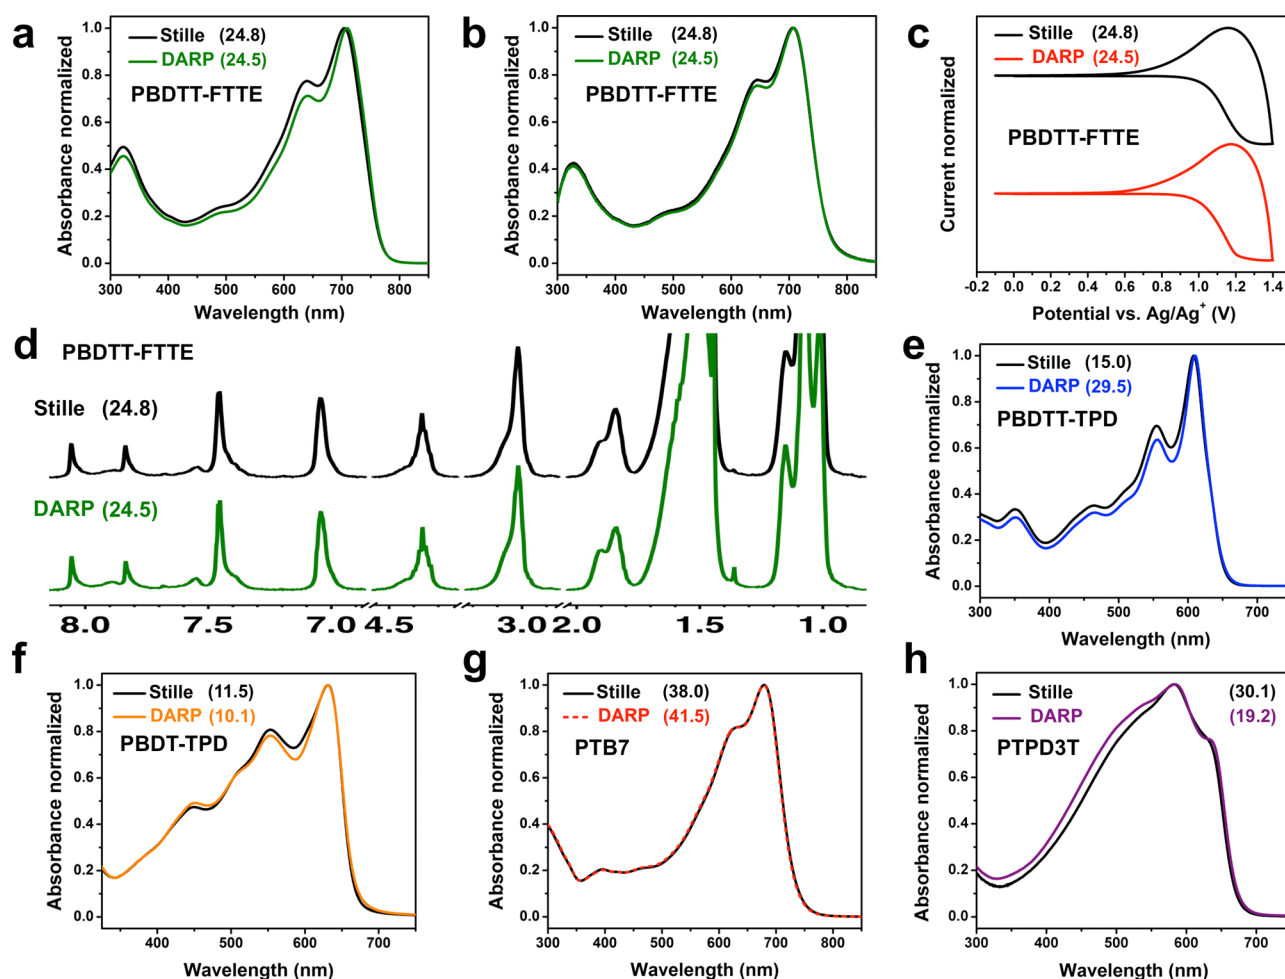 a
Stille (24.8)
DARP (24.5)
PBDTT-FTTE
Absorbance normalized
1.0
0.8
0.6
0.4
0.2
0.0
300 400 500 600 700 800
Wavelength (nm)
b
Stille (24.8)
DARP (24.5)
PBDTT-FTTE
Absorbance normalized
1.0
0.8
0.6
0.4
0.2
0.0
300 400 500 600 700 800
Wavelength (nm)
c
Stille (24.8)
DARP (24.5)
PBDTT-FTTE
Current normalized
-0.2 0.0 0.2 0.4 0.6 0.8 1.0 1.2 1.4
Potential vs. Ag/Ag⁺ (V)
d
PBDTT-FTTE
Stille (24.8)
DARP (24.5)
8.0 7.5 7.0 4.5 3.0 2.0 1.5 1.0
e
Stille (15.0)
DARP (29.5)
PBDTT-TPD
Absorbance normalized
1.0
0.8
0.6
0.4
0.2
0.0
300 400 500 600 700
Wavelength (nm)
f
Stille (11.5)
DARP (10.1)
PBDT-TPD
Absorbance normalized
1.0
0.8
0.6
0.4
0.2
0.0
400 500 600 700
Wavelength (nm)
g
Stille (38.0)
DARP (41.5)
PTB7
Absorbance normalized
1.0
0.8
0.6
0.4
0.2
0.0
300 350 400 450 500 550 600 650 700 750 800 850
Wavelength (nm)
h
Stille (30.1)
DARP (19.2)
PTPD3T
Absorbance normalized
1.0
0.8
0.6
0.4
0.2
0.0
300 400 500 600 700
Wavelength (nm)